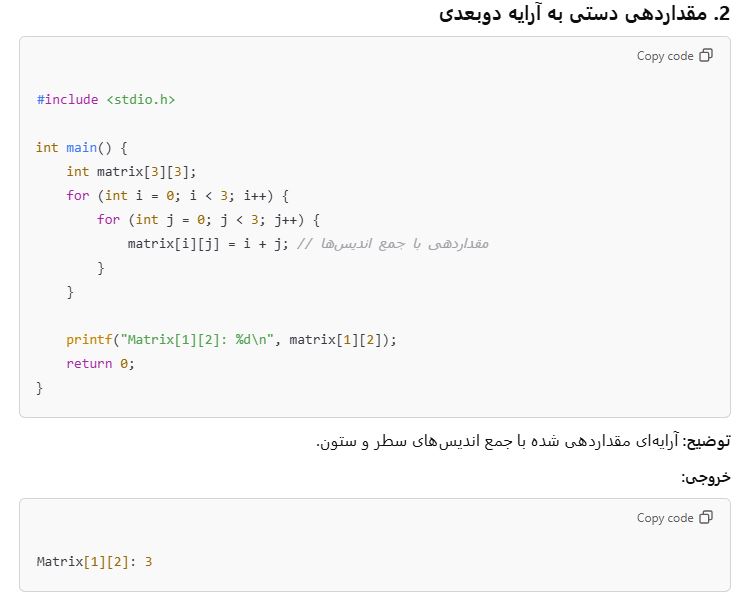 2. مقداردهی دستی به آرایه دوبعدی
Copy code
#include <stdio.h>
int main() {
    int matrix[3][3];
    for (int i = 0; i < 3; i++) {
        for (int j = 0; j < 3; j++) {
            matrix[i][j] = i + j; // مقداردهی با جمع اندیس‌ها
        }
    }
    printf("Matrix[1][2]: %d\n", matrix[1][2]);
    return 0;
}
توضیح: آرایه‌ای مقداردهی شده با جمع اندیس‌های سطر و ستون.
خروجی:
Copy code
Matrix[1][2]: 3